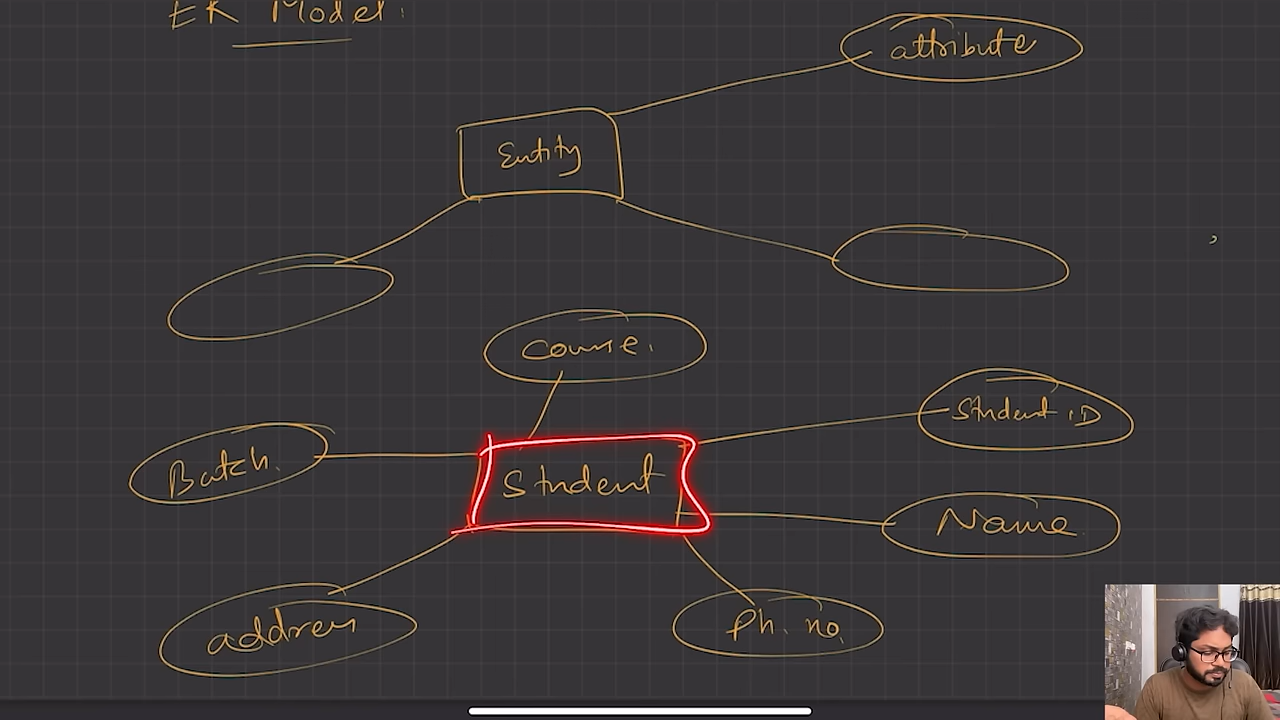 ER Model.
attribute
Entity
Course.
Student ID
Batch.
Student
Name
address
Ph. no.